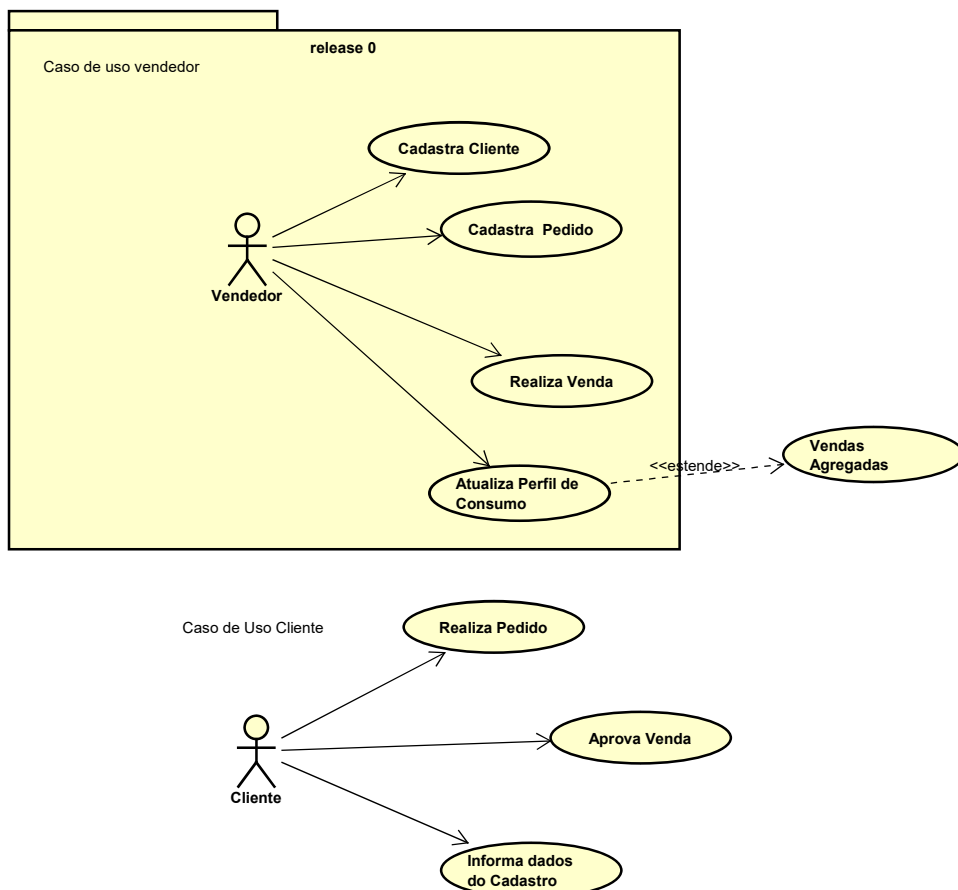 release 0
Caso de uso vendedor
Cadastra Cliente
Cadastra  Pedido
Vendedor
Realiza Venda
Vendas
Agregadas
<<estende>>
Atualiza Perfil de
Consumo
Caso de Uso Cliente
Realiza Pedido
Aprova Venda
Cliente
Informa dados
do Cadastro